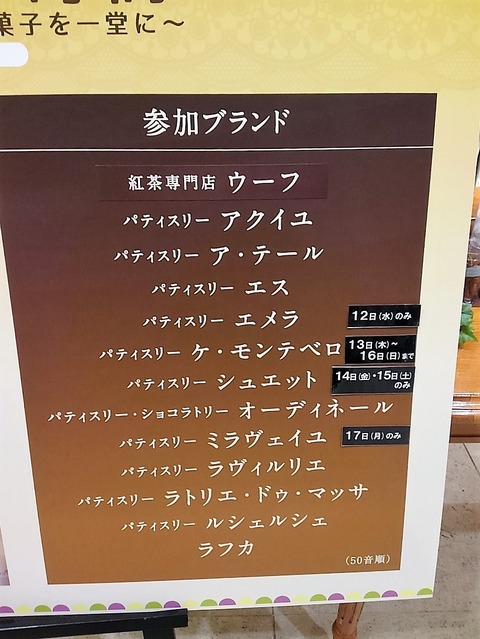 菓子を一堂に～
参加ブランド
紅茶専門店 ウーフ
パティスリー アクイユ
パティスリー ア・テール
パティスリー エス
パティスリー エメラ 12日(水)のみ
パティスリー ケ・モンテベロ 13日(木)～16日(日)まで
パティスリー シュエット 14日(金)・15日(土)のみ
パティスリー・ショコラトリー オーディネール
パティスリー ミラヴェイユ 17日(月)のみ
パティスリー ラヴィルリエ
パティスリー ラトリエ・ドゥ・マッサ
パティスリー ルシェルシェ
ラフカ
(50音順)